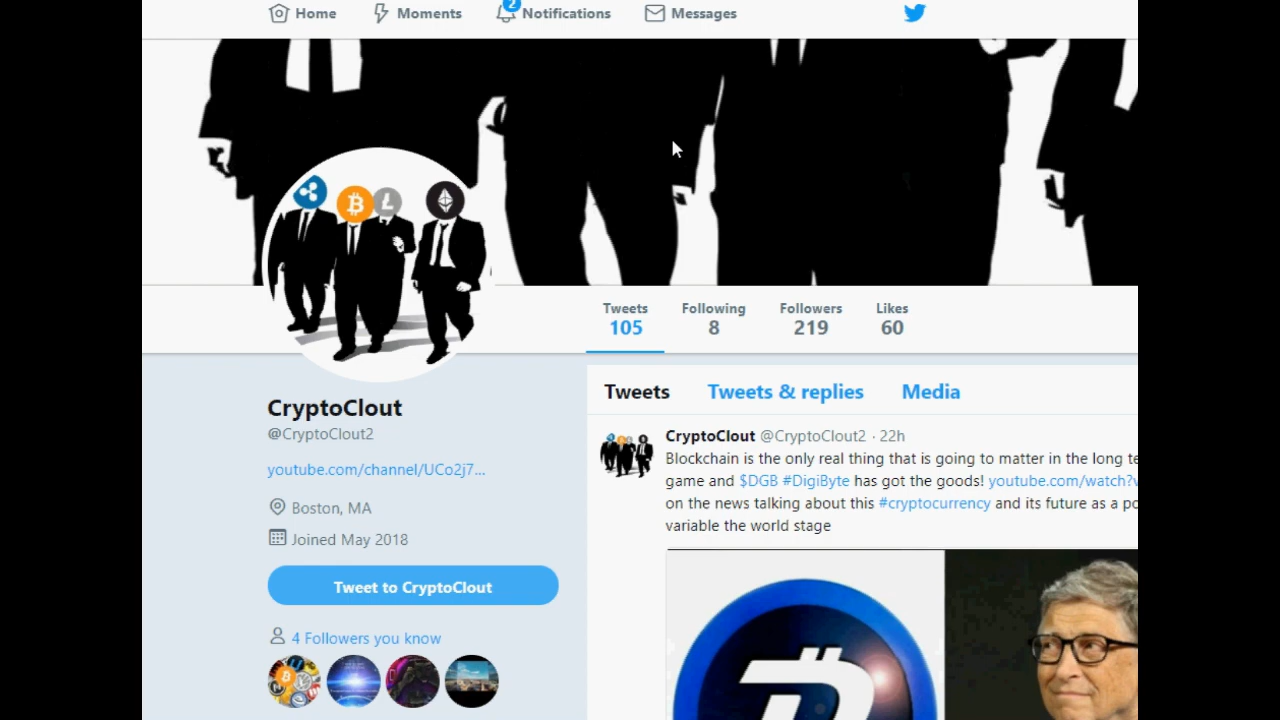 Home Moments 2 Notifications Messages
Tweets Following Followers Likes
105 8 219 60
CryptoClout
@CryptoClout2
youtube.com/channel/UCo2j7...
Boston, MA
Joined May 2018
Tweet to CryptoClout
4 Followers you know
Tweets Tweets & replies Media
CryptoClout @CryptoClout2 · 22h
Blockchain is the only real thing that is going to matter in the long
game and $DGB #DigiByte has got the goods! youtube.com/watch?
on the news talking about this #cryptocurrency and its future as a
variable the world stage